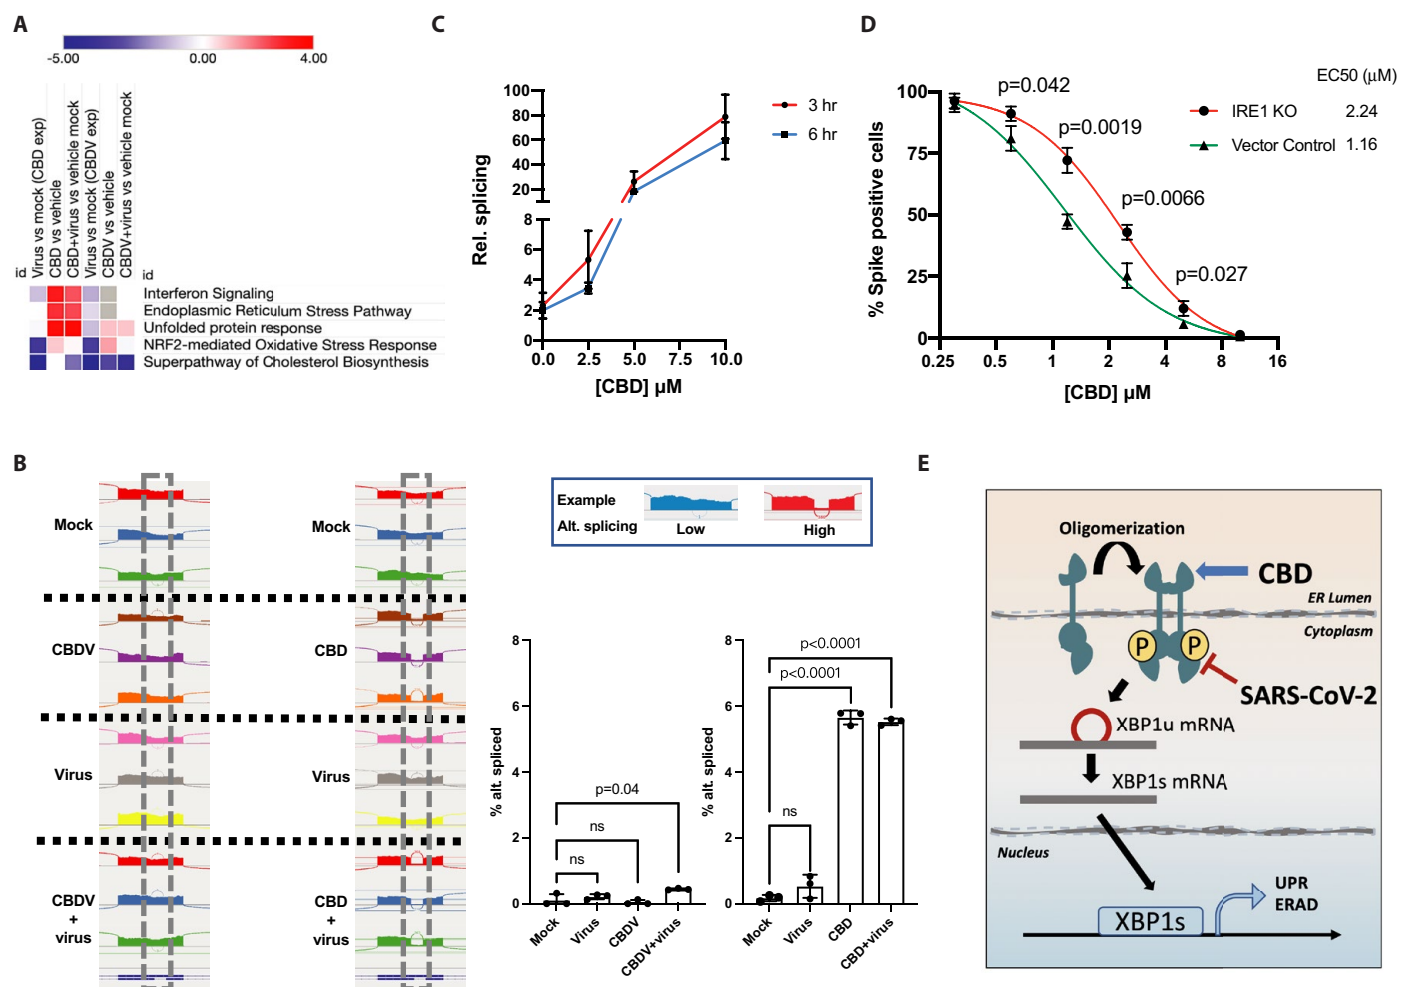 A
-5.00 0.00 4.00
id
Virus vs mock (CBD exp)
CBD vs vehicle
CBD+virus vs vehicle mock
Virus vs mock (CBDV exp)
CBDV vs vehicle
CBDV+virus vs vehicle mock
id
Interferon Signaling
Endoplasmic Reticulum Stress Pathway
Unfolded protein response
NRF2-mediated Oxidative Stress Response
Superpathway of Cholesterol Biosynthesis
C
Rel. splicing
100
80
60
40
20
8
6
4
2
0
0.0 2.5 5.0 7.5 10.0
[CBD] μM
3 hr
6 hr
D
% Spike positive cells
100
75
50
25
0
0.25 0.5 1 2 4 8 16
[CBD] μM
p=0.042
p=0.0019
p=0.0066
p=0.027
EC50 (μM)
IRE1 KO 2.24
Vector Control 1.16
B
Mock
CBDV
Virus
CBDV
+
virus
Mock
CBD
Virus
CBD
+
virus
Example
Alt. splicing
Low
High
% alt. spliced
8
6
4
2
0
p=0.04
ns
ns
Mock
Virus
CBDV
CBDV+virus
% alt. spliced
8
6
4
2
0
p<0.0001
p<0.0001
ns
Mock
Virus
CBD
CBD+virus
E
Oligomerization
CBD
ER Lumen
Cytoplasm
P
P
SARS-CoV-2
XBP1u mRNA
XBP1s mRNA
Nucleus
UPR
ERAD
XBP1s